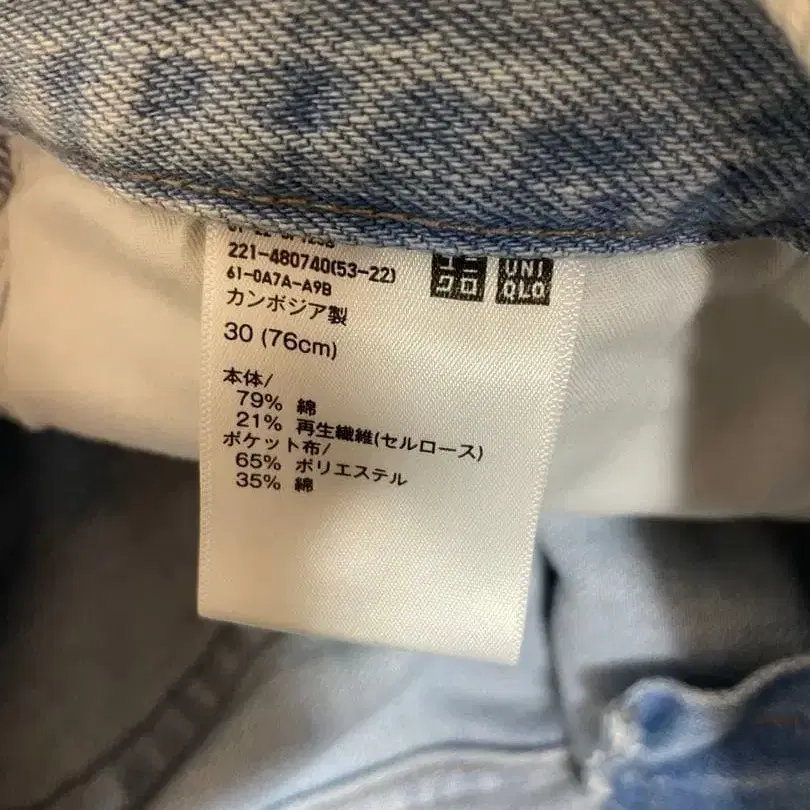 221-480740(53-22)
61-0A7A-A9B
ユニクロ
UNIQLO
カンボジア製
30 (76cm)
本体/
79% 綿
21% 再生繊維(セルロース)
ポケット布/
65% ポリエステル
35% 綿